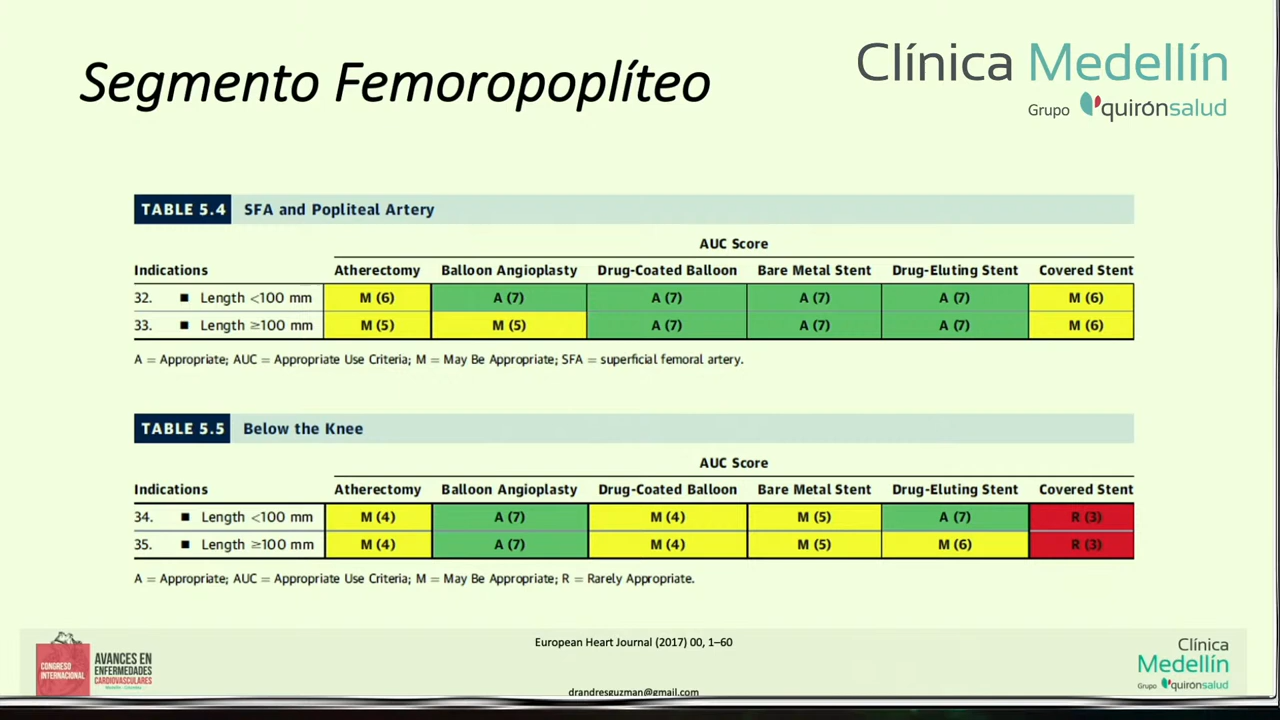 Segmento Femoropoplíteo
Clínica Medellín
Grupo quirónsalud
TABLE 5.4 SFA and Popliteal Artery
AUC Score
Indications Atherectomy Balloon Angioplasty Drug-Coated Balloon Bare Metal Stent Drug-Eluting Stent Covered Stent
32. ■ Length <100 mm M (6) A (7) A (7) A (7) A (7) M (6)
33. ■ Length ≥100 mm M (5) M (5) A (7) A (7) A (7) M (6)
A = Appropriate; AUC = Appropriate Use Criteria; M = May Be Appropriate; SFA = superficial femoral artery.
TABLE 5.5 Below the Knee
AUC Score
Indications Atherectomy Balloon Angioplasty Drug-Coated Balloon Bare Metal Stent Drug-Eluting Stent Covered Stent
34. ■ Length <100 mm M (4) A (7) M (4) M (5) A (7) R (3)
35. ■ Length ≥100 mm M (4) A (7) M (4) M (5) M (6) R (3)
A = Appropriate; AUC = Appropriate Use Criteria; M = May Be Appropriate; R = Rarely Appropriate.
European Heart Journal (2017) 00, 1–60
CONGRESO
INTERNACIONAL
AVANCES EN
ENFERMEDADES
CARDIOVASCULARES
Medellín - Colombia
Clínica
Medellín
Grupo quirónsalud
drandresguzman@gmail.com